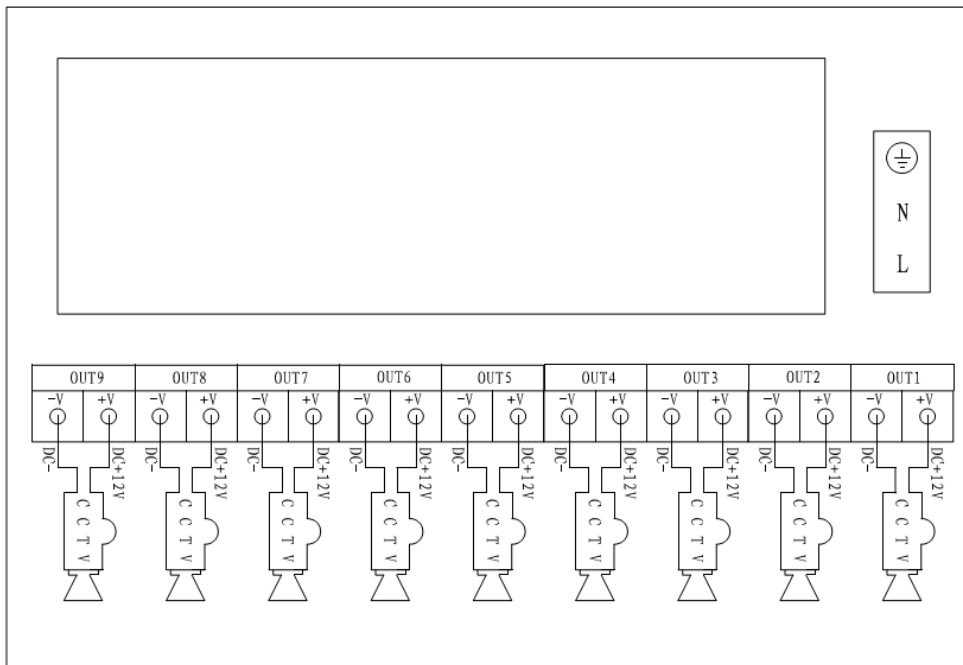 N
L
OUT9 OUT8 OUT7 OUT6 OUT5 OUT4 OUT3 OUT2 OUT1
-V +V -V +V -V +V -V +V -V +V -V +V -V +V -V +V -V +V
DC- DC+12V DC- DC+12V DC- DC+12V DC- DC+12V DC- DC+12V DC- DC+12V DC- DC+12V DC- DC+12V DC- DC+12V
CCTV CCTV CCTV CCTV CCTV CCTV CCTV CCTV CCTV